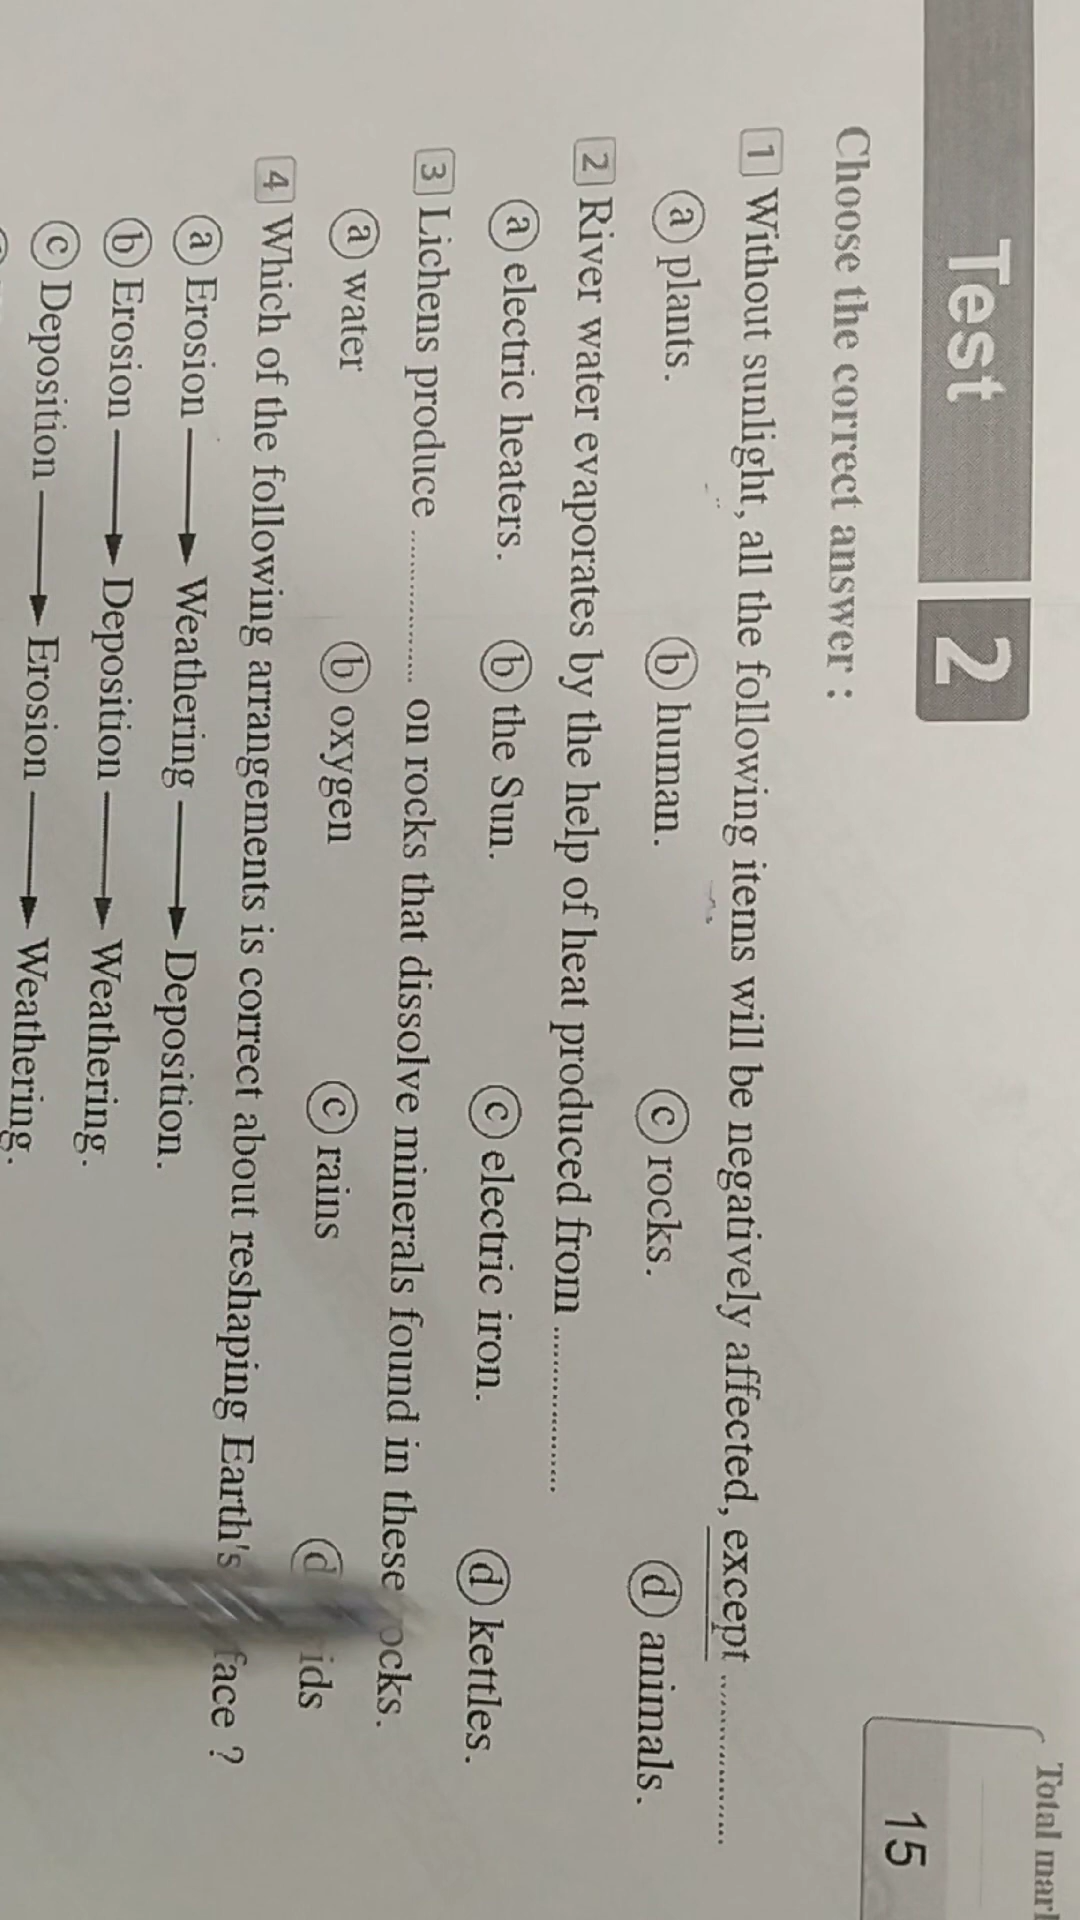 Test 2
Total
15
Choose the correct answer :
1 Without sunlight, all the following items will be negatively affected, except ...............
a plants.
b human.
c rocks.
d animals.
2 River water evaporates by the help of heat produced from ...............
a electric heaters.
b the Sun.
c electric iron.
d kettles.
3 Lichens produce ............... on rocks that dissolve minerals found in these
a water
b oxygen
c rains
d
4 Which of the following arrangements is correct about reshaping Earth's ?
a Erosion → Weathering → Deposition.
b Erosion → Deposition → Weathering.
c Deposition → Erosion → Weathering.